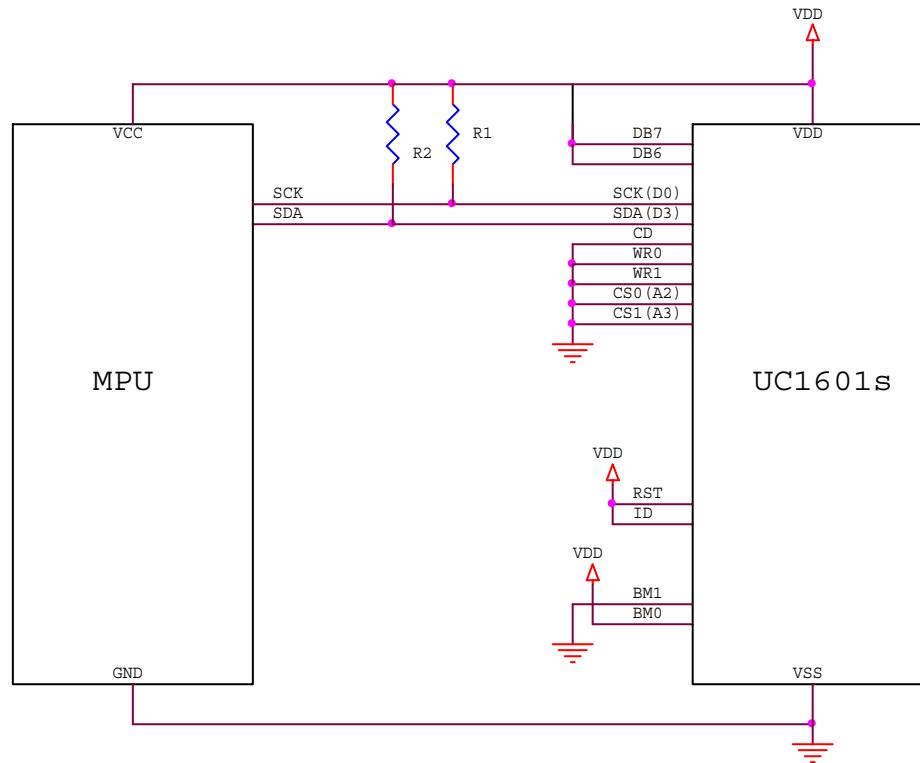 VDD
VCC
VDD
R2
R1
DB7
DB6
SCK
SCK(D0)
SDA
SDA(D3)
CD
WR0
WR1
CS0(A2)
CS1(A3)
MPU
UC1601s
VDD
RST
ID
VDD
BM1
BM0
GND
VSS